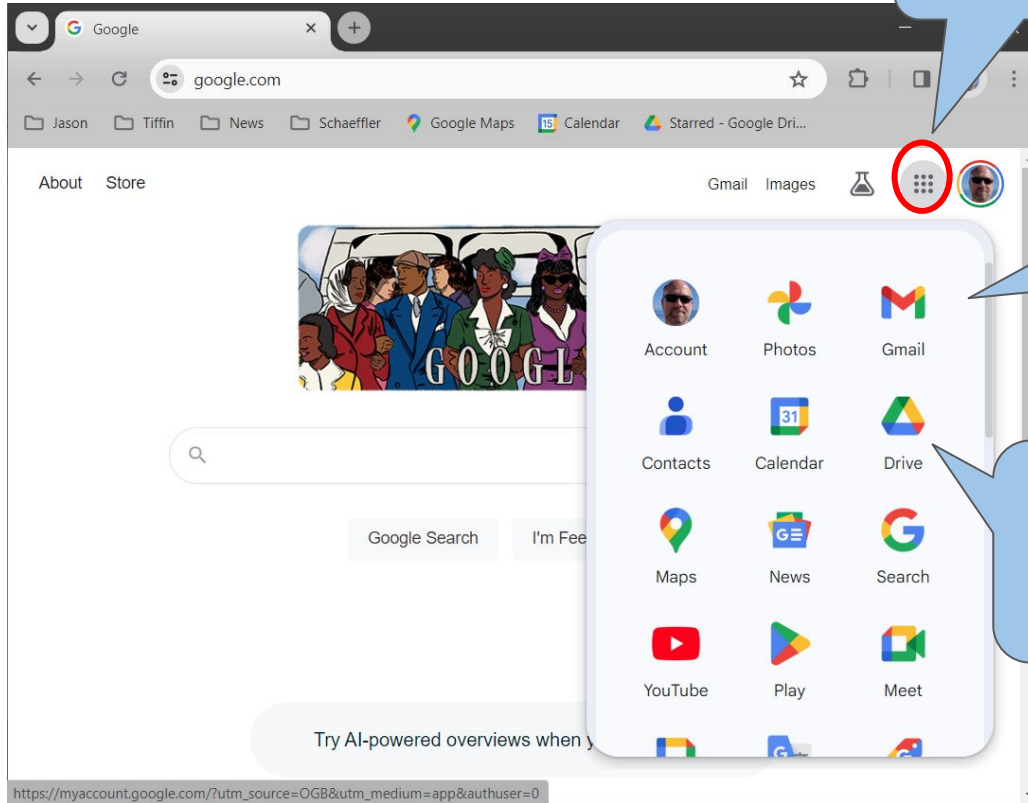 Google
google.com
Jason Tiffin News Schaeffler Google Maps 15 Calendar Starred - Google Dri...
About Store Gmail Images
GOOGL
Account Photos Gmail
31
Contacts Calendar Drive
Google Search I'm Fee
G
Maps News Search
YouTube Play Meet
Try AI-powered overviews when y
G
https://myaccount.google.com/?utm_source=OGB&utm_medium=app&authuser=0